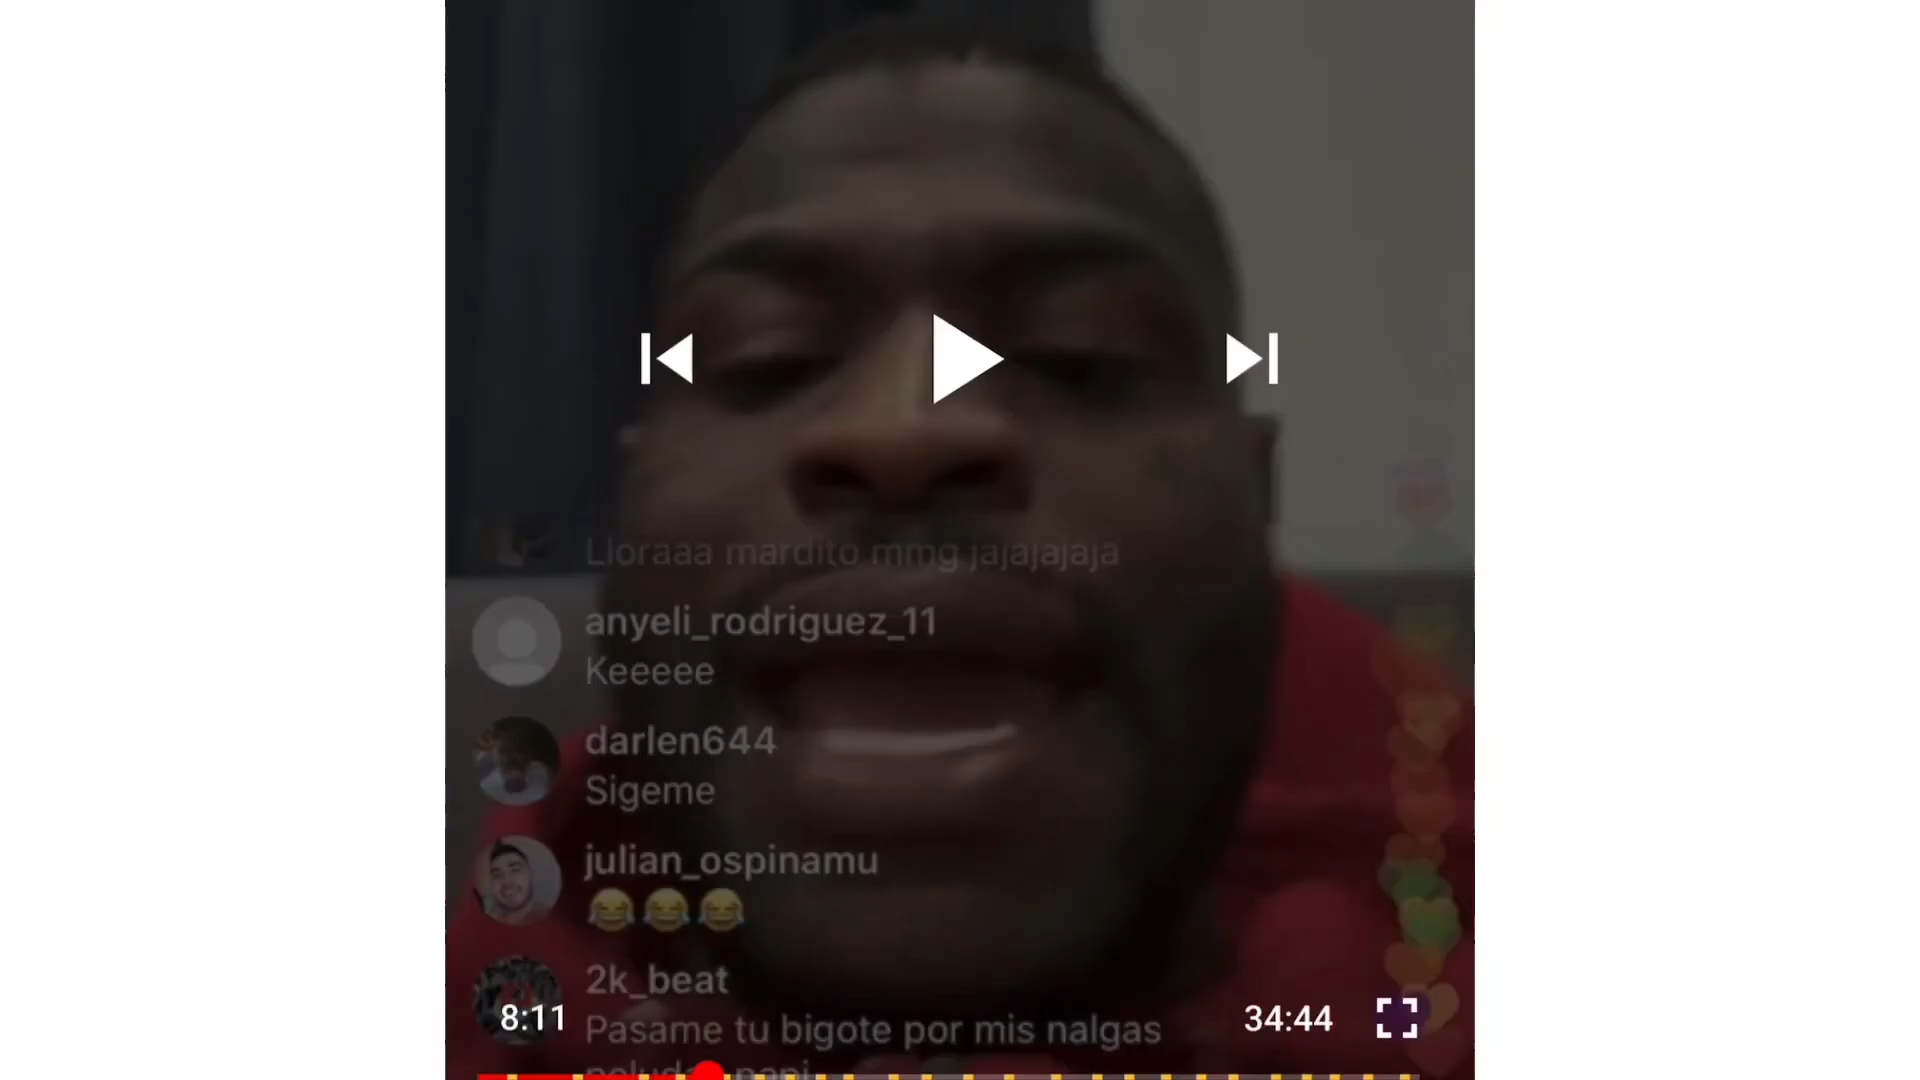 Lloraaa mardito mmg jajajajaja
anyeli_rodriguez_11
Keeeee
darlen644
Sigeme
julian_ospinamu
😂😂😂
2k_beat
8:11
34:44
Pasame tu bigote por mis nalgas
papi